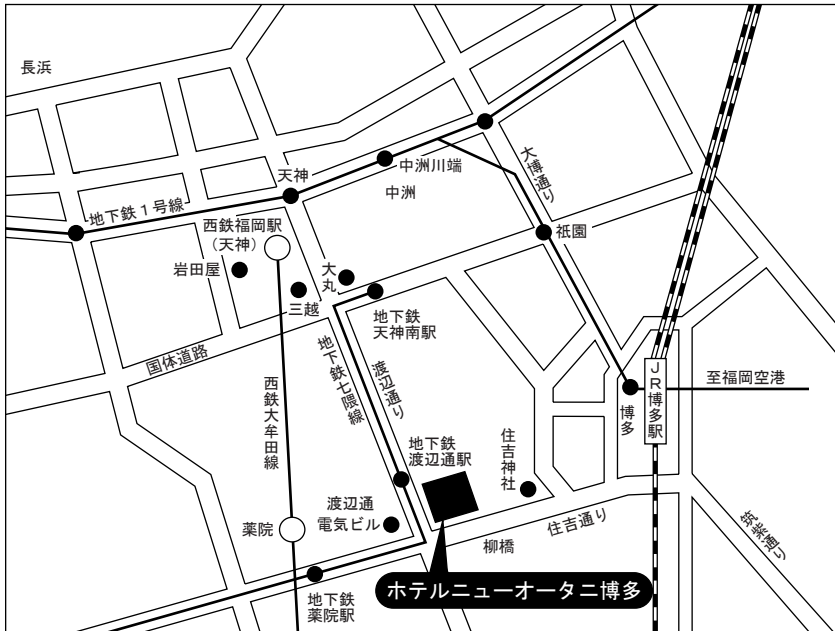 長浜
天神
中洲川端
中洲
大博通り
地下鉄１号線
西鉄福岡駅
（天神）
祇園
岩田屋
大丸
三越
地下鉄
天神南駅
国体道路
地下鉄七隈線
渡辺通り
西鉄大牟田線
ＪＲ博多駅
至福岡空港
博多
地下鉄
渡辺通駅
住吉神社
渡辺通
電気ビル
薬院
柳橋
住吉通り
筑紫通り
ホテルニューオータニ博多
地下鉄
薬院駅